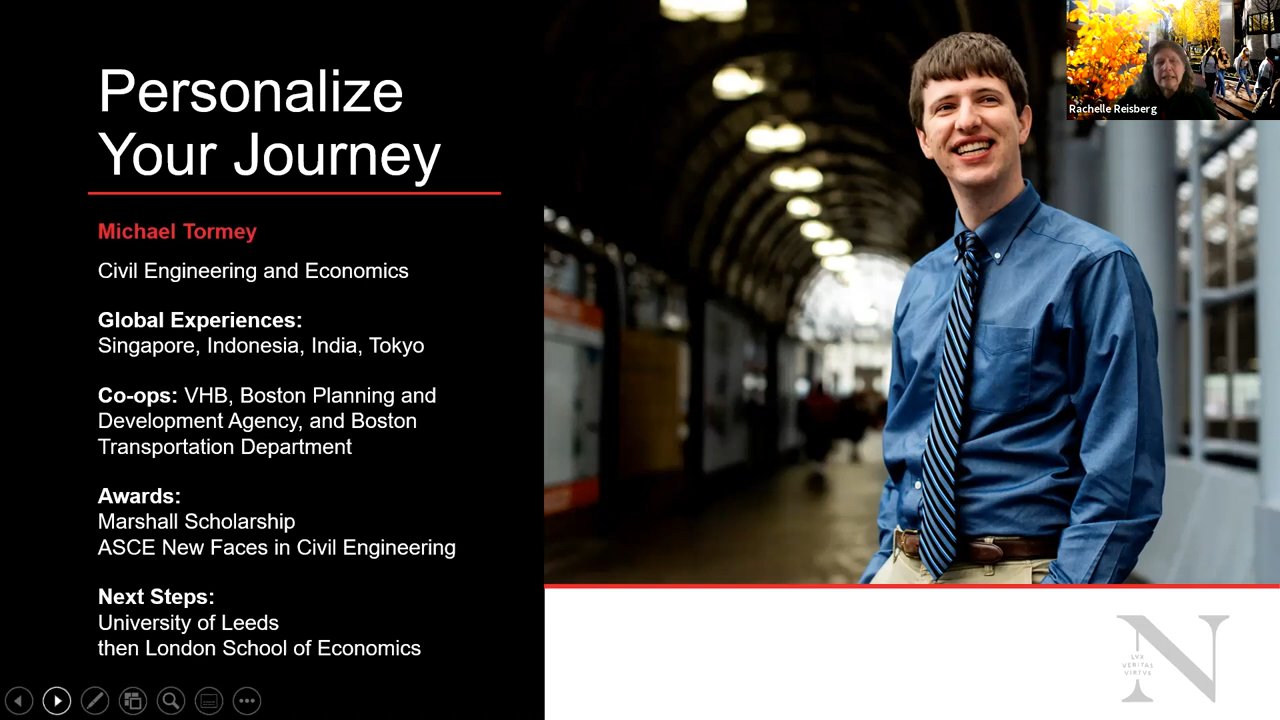 Personalize
Your Journey
Michael Tormey
Civil Engineering and Economics
Global Experiences:
Singapore, Indonesia, India, Tokyo
Co-ops: VHB, Boston Planning and
Development Agency, and Boston
Transportation Department
Awards:
Marshall Scholarship
ASCE New Faces in Civil Engineering
Next Steps:
University of Leeds
then London School of Economics
Rachelle Reisberg
N
LVX
VERITAS
VIRTVS